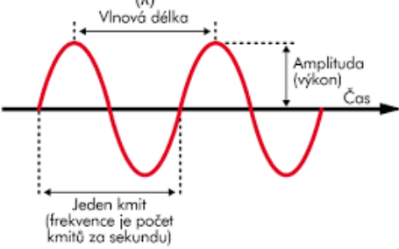 (λ)
Vlnová délka
Amplituda
(výkon)
Čas
Jeden kmit
(frekvence je počet
kmitů za sekundu)